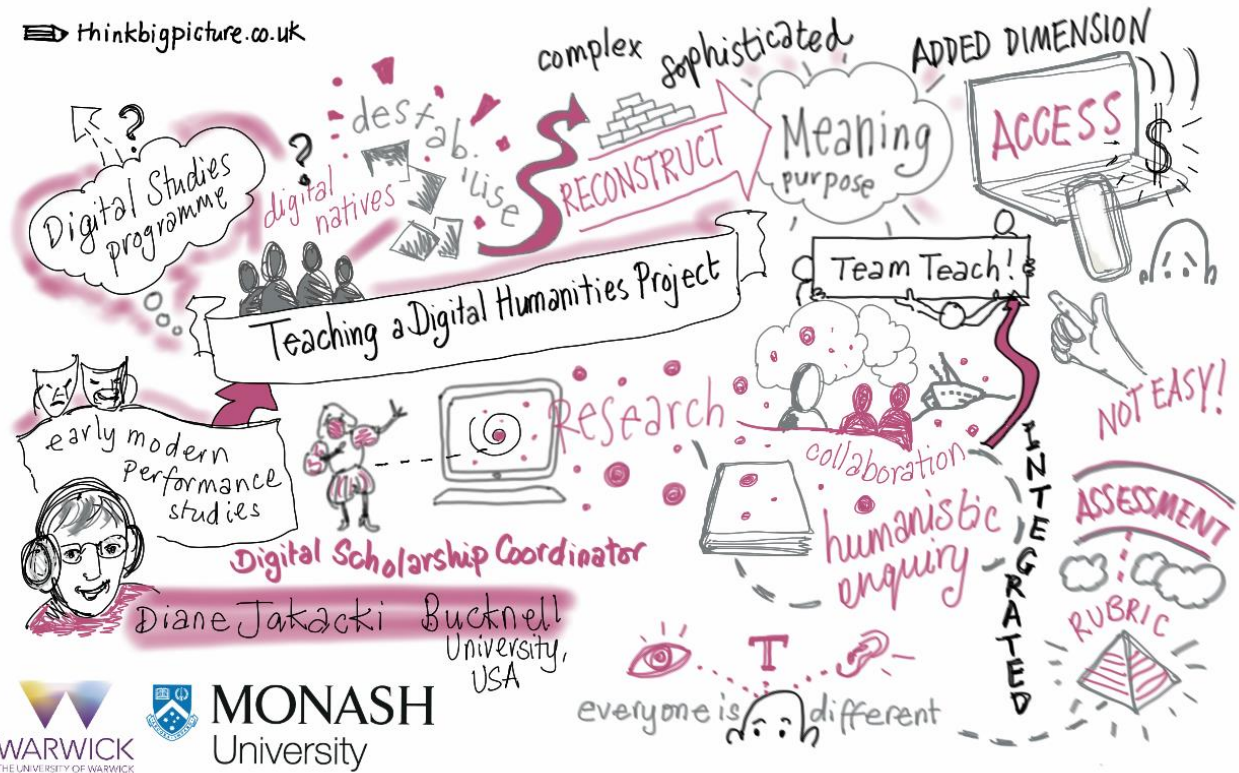 thinkbigpicture.co.uk
Digital Studies
programme
?
?
digital
natives
dest
ab.
ilise
complex
sophisticated
RECONSTRUCT
Meaning
purpose
ADDED DIMENSION
ACCESS
$
Teaching a Digital Humanities Project
Team Teach!
NOT EASY!
early modern
performance
studies
Research
collaboration
humanistic
enquiry
INTEGRATED
ASSESSMENT
RUBRIC
Digital Scholarship Coordinator
Diane Jakacki Bucknell
University,
USA
T
everyone is different
WARWICK
THE UNIVERSITY OF WARWICK
MONASH
University